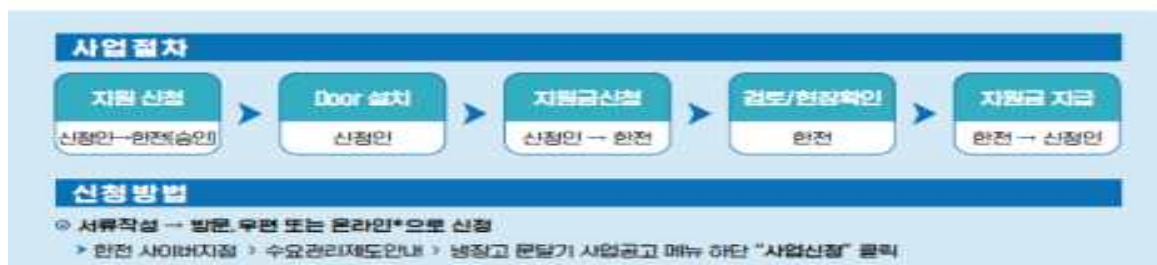 사업절차
지원 신청 > Door 설치 > 지원금신청 > 검토/현장확인 > 지원금 지급
신청인→한전(승인) 신청인 신청인 → 한전 한전 한전 → 신청인
신청방법
◎ 서류작성 → 방문, 우편 또는 온라인*으로 신청
➤ 한전 사이버지점 > 수요관리제도안내 > 냉장고 문달기 사업공고 메뉴 하단 "사업신청" 클릭